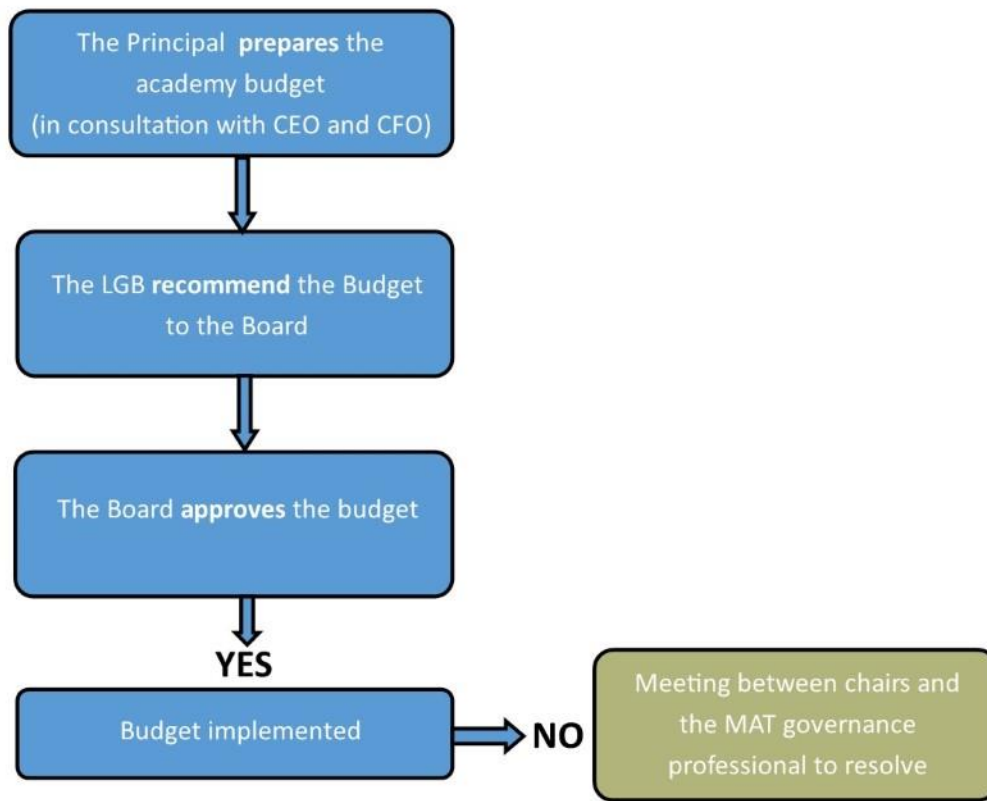 The Principal prepares the
academy budget
(in consultation with CEO and CFO)
The LGB recommend the Budget
to the Board
The Board approves the budget
YES
Budget implemented
NO
Meeting between chairs and
the MAT governance
professional to resolve